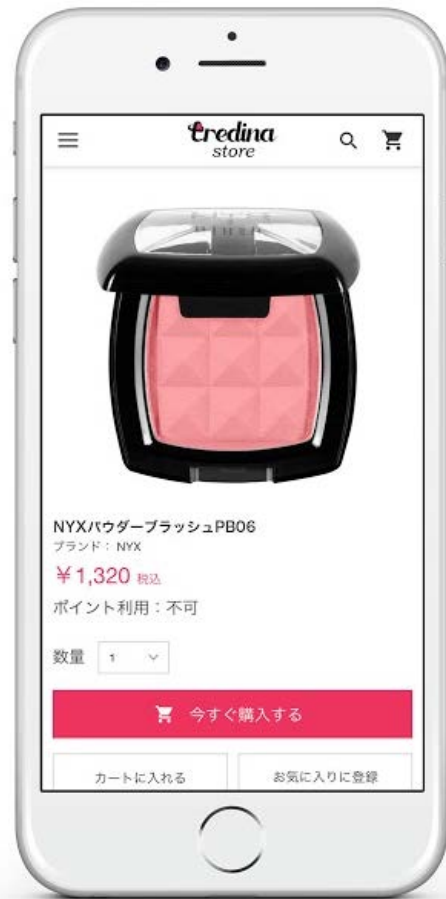 tredina
store
NYXパウダーブラッシュPB06
ブランド： NYX
￥1,320 税込
ポイント利用：不可
数量 1
今すぐ購入する
カートに入れる お気に入りに登録